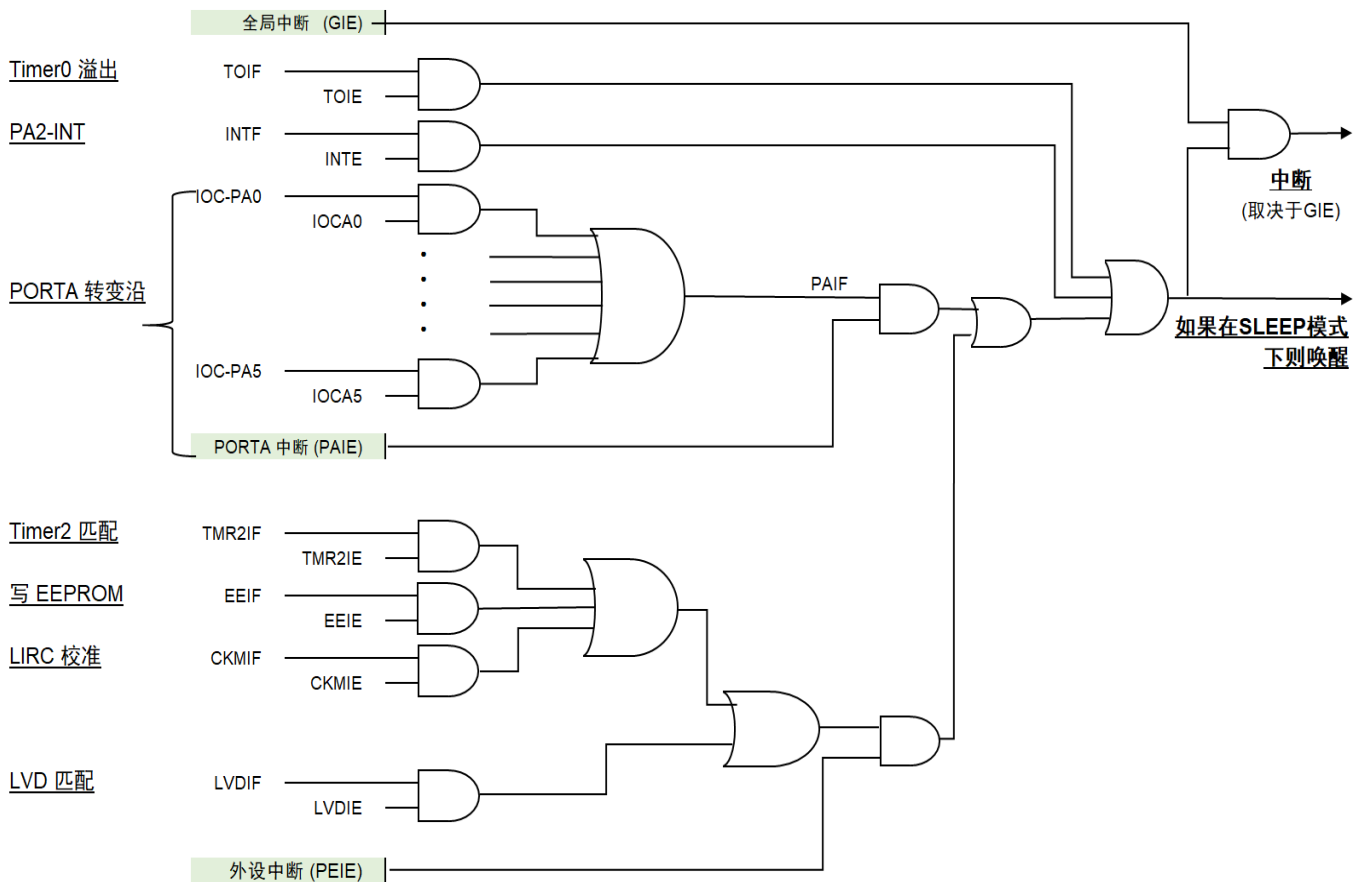 全局中断 (GIE)
Timer0 溢出
TOIF
TOIE
PA2-INT
INTF
INTE
中断
(取决于GIE)
IOC-PA0
IOCA0
PORTA 转变沿
PAIF
如果在SLEEP模式
下则唤醒
IOC-PA5
IOCA5
PORTA 中断 (PAIE)
Timer2 匹配
TMR2IF
TMR2IE
写 EEPROM
EEIF
EEIE
LIRC 校准
CKMIF
CKMIE
LVD 匹配
LVDIF
LVDIE
外设中断 (PEIE)